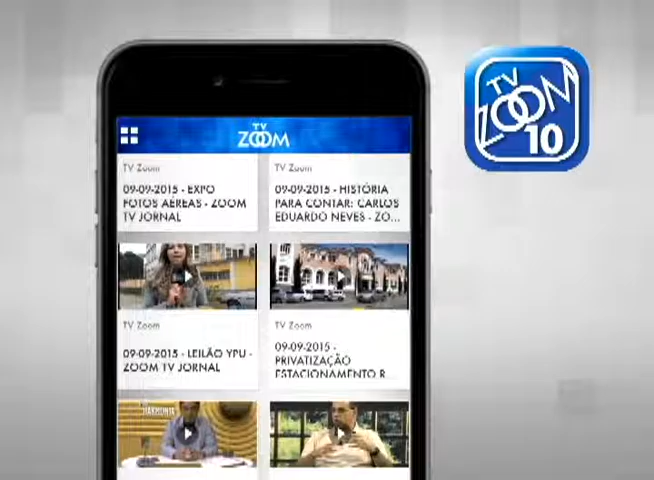 TV
ZOOM
TV
ZOOM
10
TV Zoom
09-09-2015 - EXPO
FOTOS AÉREAS - ZOOM
TV JORNAL
TV Zoom
09-09-2015 - HISTÓRIA
PARA CONTAR: CARLOS
EDUARDO NEVES - ZO...
TV Zoom
09-09-2015 - LEILÃO YPU -
ZOOM TV JORNAL
TV Zoom
09-09-2015 -
PRIVATIZAÇÃO
ESTACIONAMENTO R...
HARMONIA